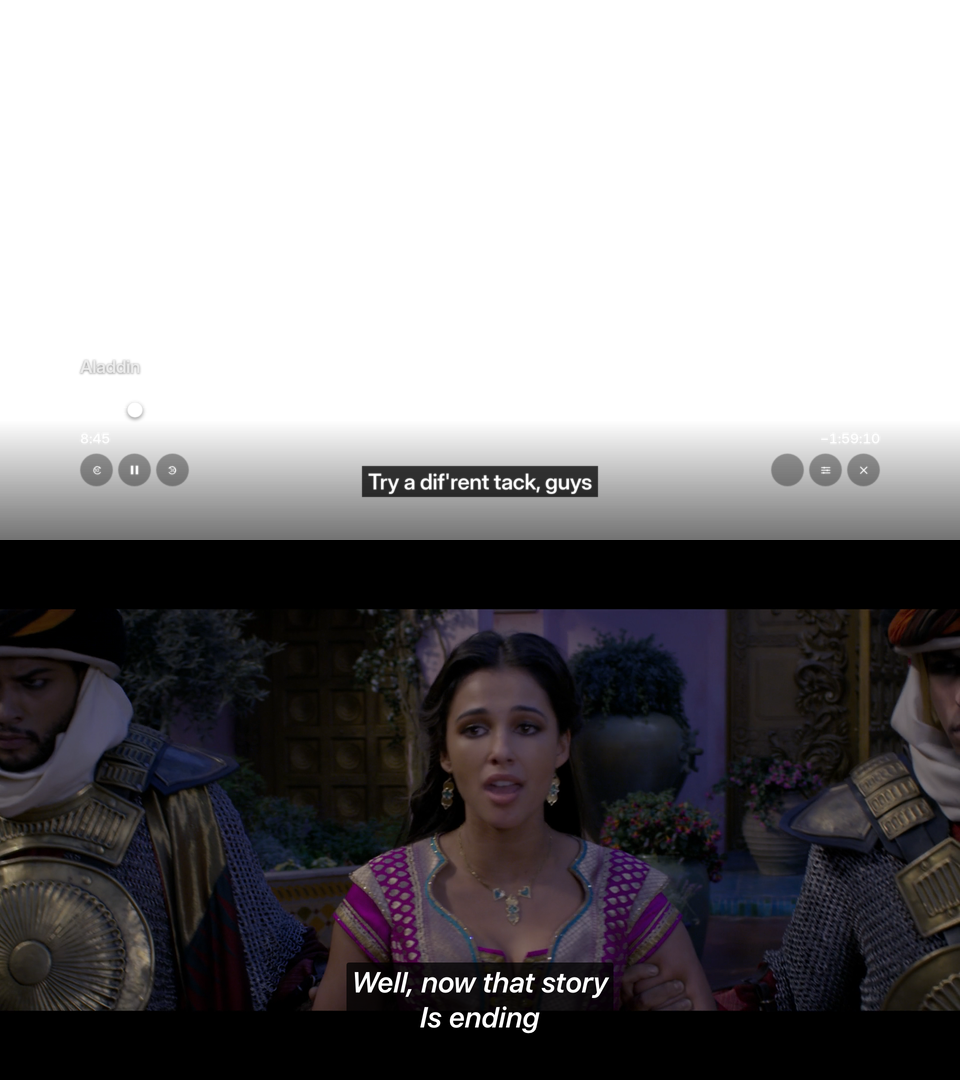 Aladdin
8:45
−1:59:10
Try a dif'rent tack, guys
Well, now that story
Is ending